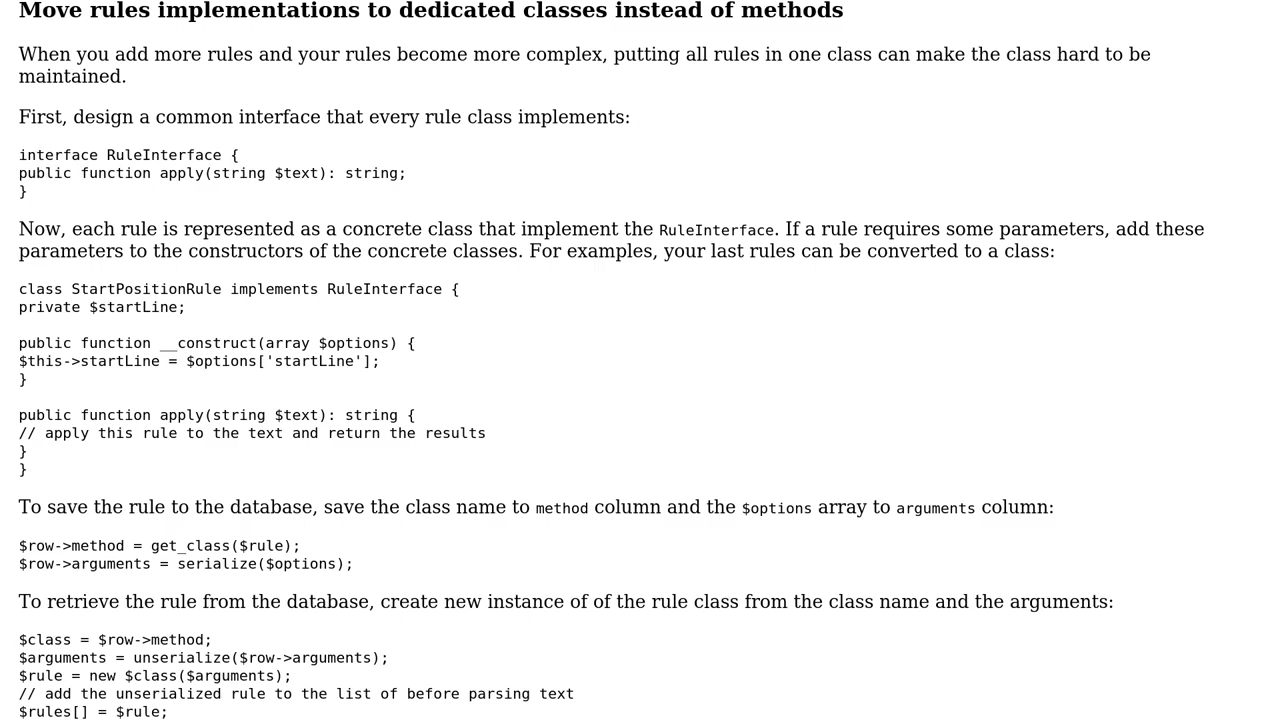 Move rules implementations to dedicated classes instead of methods
When you add more rules and your rules become more complex, putting all rules in one class can make the class hard to be
maintained.
First, design a common interface that every rule class implements:
interface RuleInterface {
public function apply(string $text): string;
}
Now, each rule is represented as a concrete class that implement the RuleInterface. If a rule requires some parameters, add these
parameters to the constructors of the concrete classes. For examples, your last rules can be converted to a class:
class StartPositionRule implements RuleInterface {
private $startLine;
public function __construct(array $options) {
$this->startLine = $options['startLine'];
}
public function apply(string $text): string {
// apply this rule to the text and return the results
}
}
To save the rule to the database, save the class name to method column and the $options array to arguments column:
$row->method = get_class($rule);
$row->arguments = serialize($options);
To retrieve the rule from the database, create new instance of of the rule class from the class name and the arguments:
$class = $row->method;
$arguments = unserialize($row->arguments);
$rule = new $class($arguments);
// add the unserialized rule to the list of before parsing text
$rules[] = $rule;